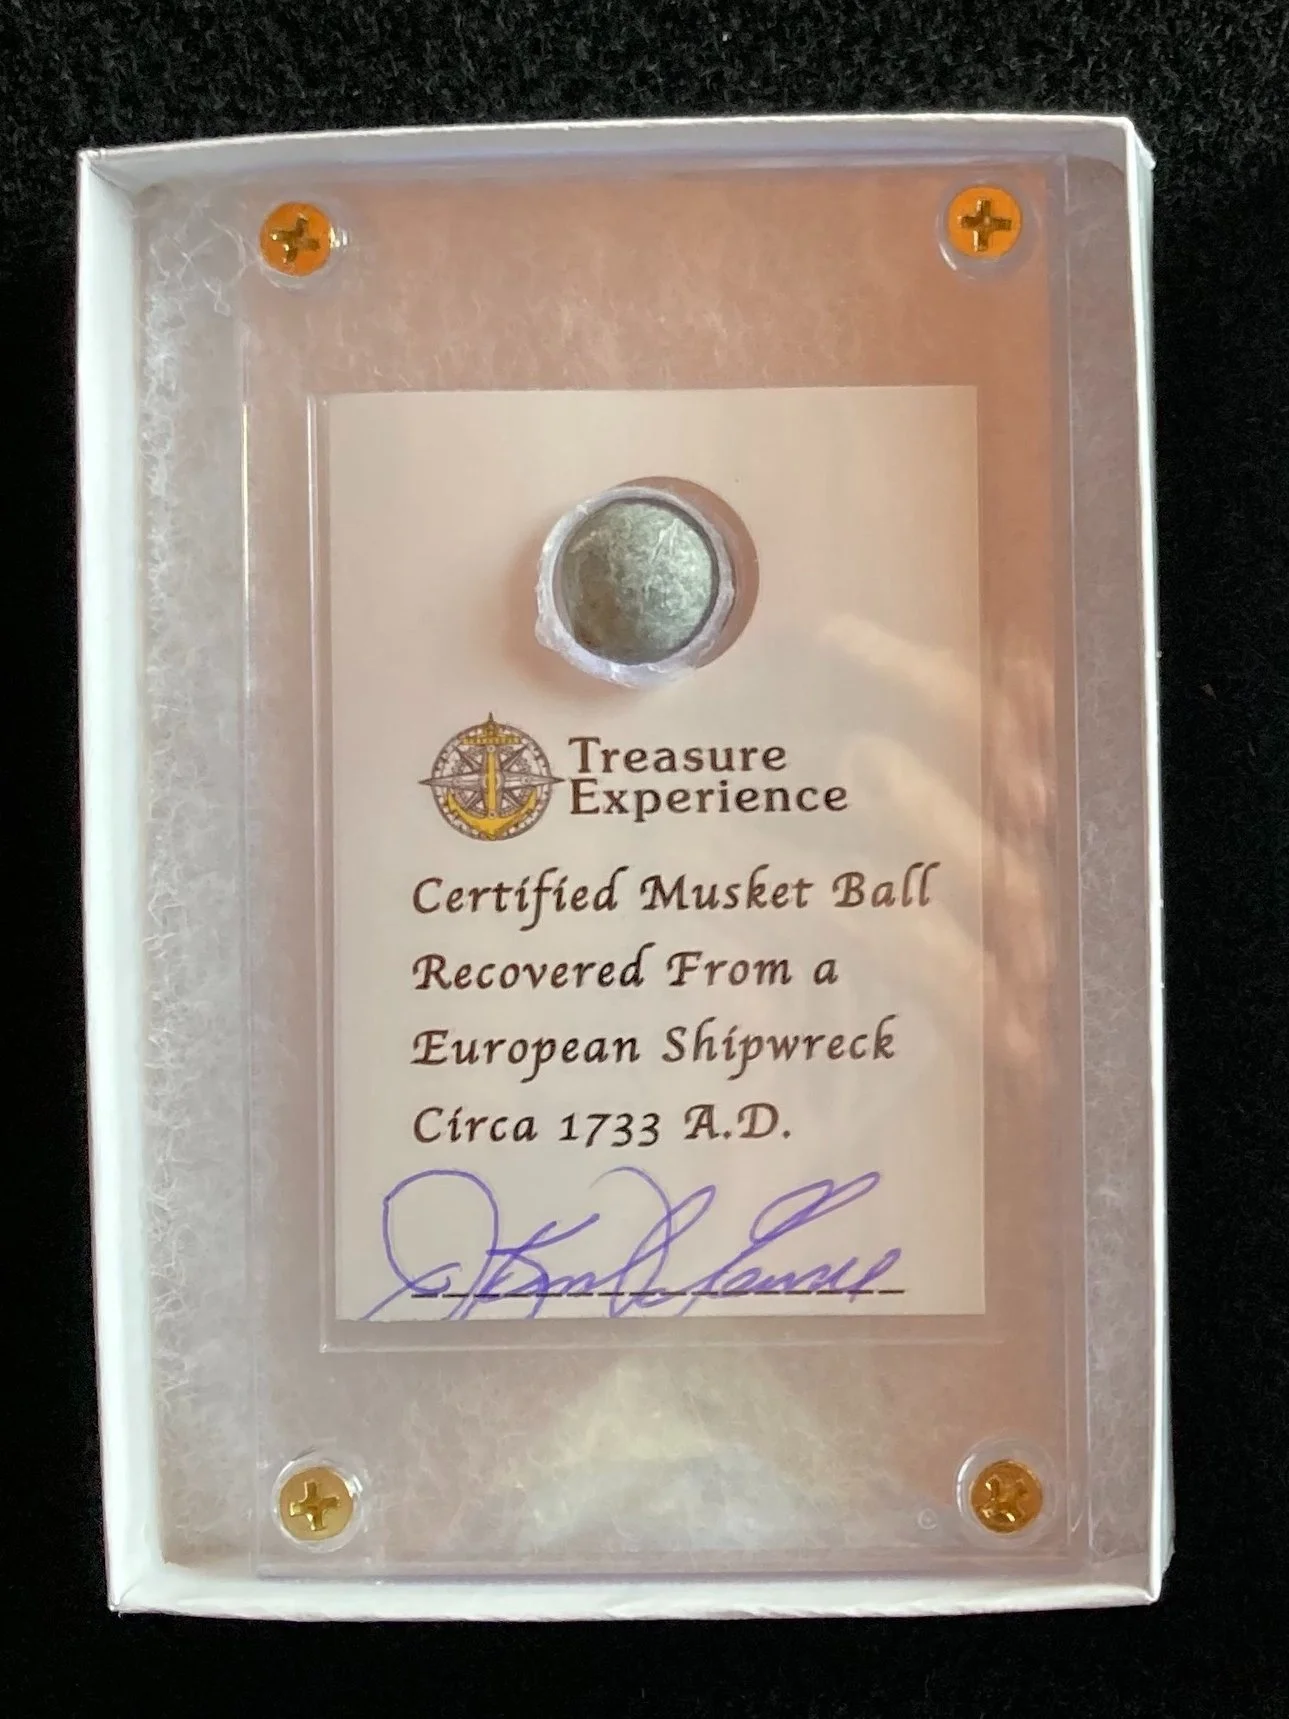 Treasure
Experience
Certified Musket Ball
Recovered From a
European Shipwreck
Circa 1733 A.D.